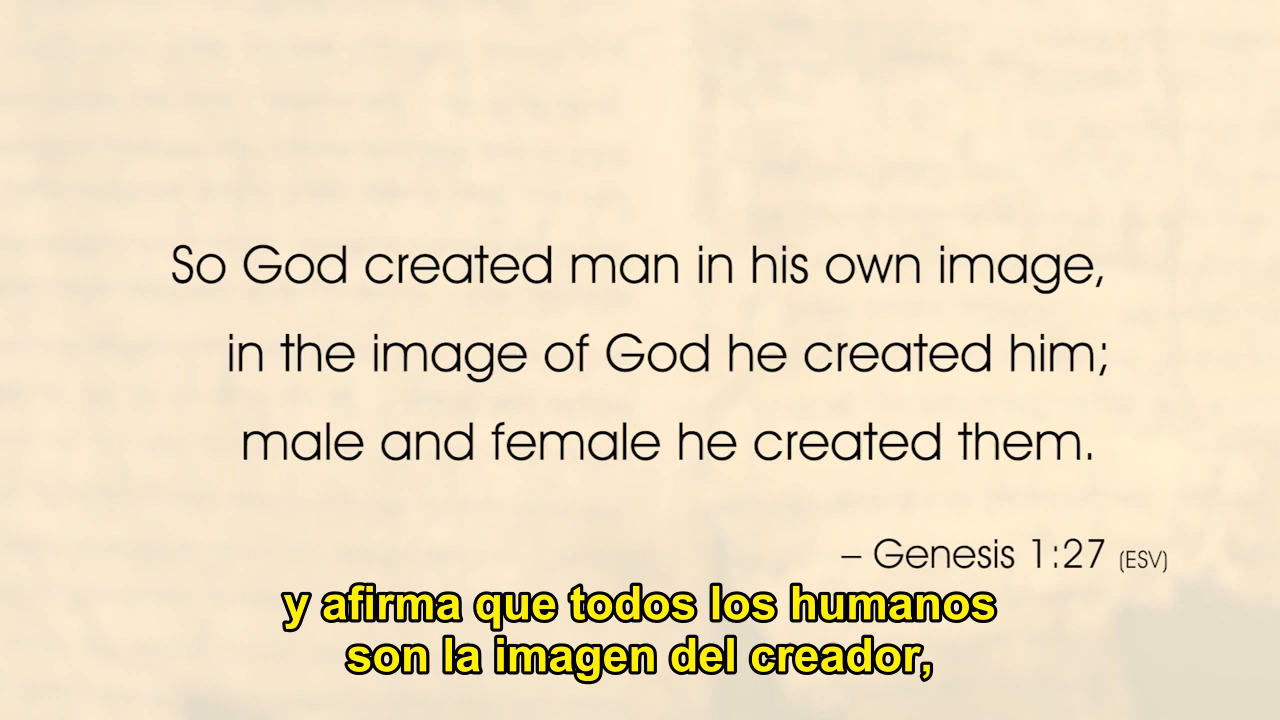 So God created man in his own image,
in the image of God he created him;
male and female he created them.
– Genesis 1:27 (ESV)
y afirma que todos los humanos
son la imagen del creador,